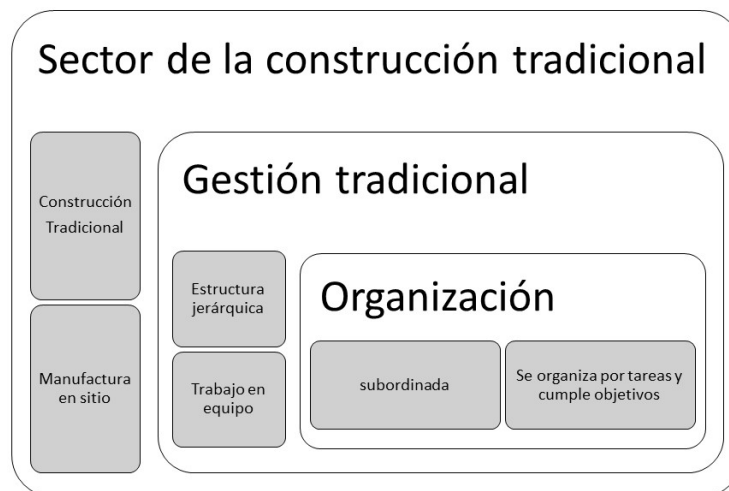 Sector de la construcción tradicional
Construcción
Tradicional
Manufactura
en sitio
Gestión tradicional
Estructura
jerárquica
Trabajo en
equipo
Organización
subordinada
Se organiza por tareas y
cumple objetivos